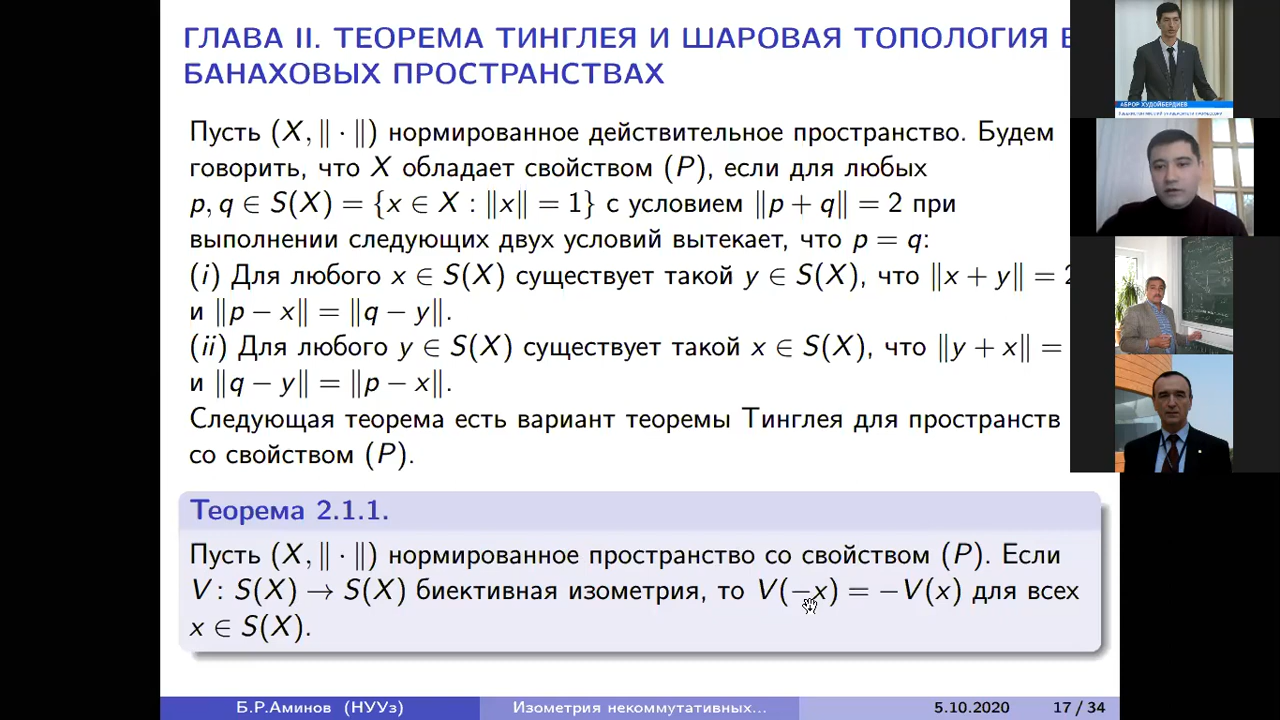 ГЛАВА II. ТЕОРЕМА ТИНГЛЕЯ И ШАРОВАЯ ТОПОЛОГИЯ
БАНАХОВЫХ ПРОСТРАНСТВАХ
Пусть (X, ‖ · ‖) нормированное действительное пространство. Будем
говорить, что X обладает свойством (P), если для любых
p, q ∈ S(X) = {x ∈ X : ‖x‖ = 1} с условием ‖p + q‖ = 2 при
выполнении следующих двух условий вытекает, что p = q:
(i) Для любого x ∈ S(X) существует такой y ∈ S(X), что ‖x + y‖ = 2
и ‖p − x‖ = ‖q − y‖.
(ii) Для любого y ∈ S(X) существует такой x ∈ S(X), что ‖y + x‖ =
и ‖q − y‖ = ‖p − x‖.
Следующая теорема есть вариант теоремы Тинглея для пространств
со свойством (P).
Теорема 2.1.1.
Пусть (X, ‖ · ‖) нормированное пространство со свойством (P). Если
V : S(X) → S(X) биективная изометрия, то V(−x) = −V(x) для всех
x ∈ S(X).
Б.Р.Аминов (НУУз) Изометрия некоммутативных... 5.10.2020 17 / 34
АБРОР ХУДОЙБЕРДИЕВ